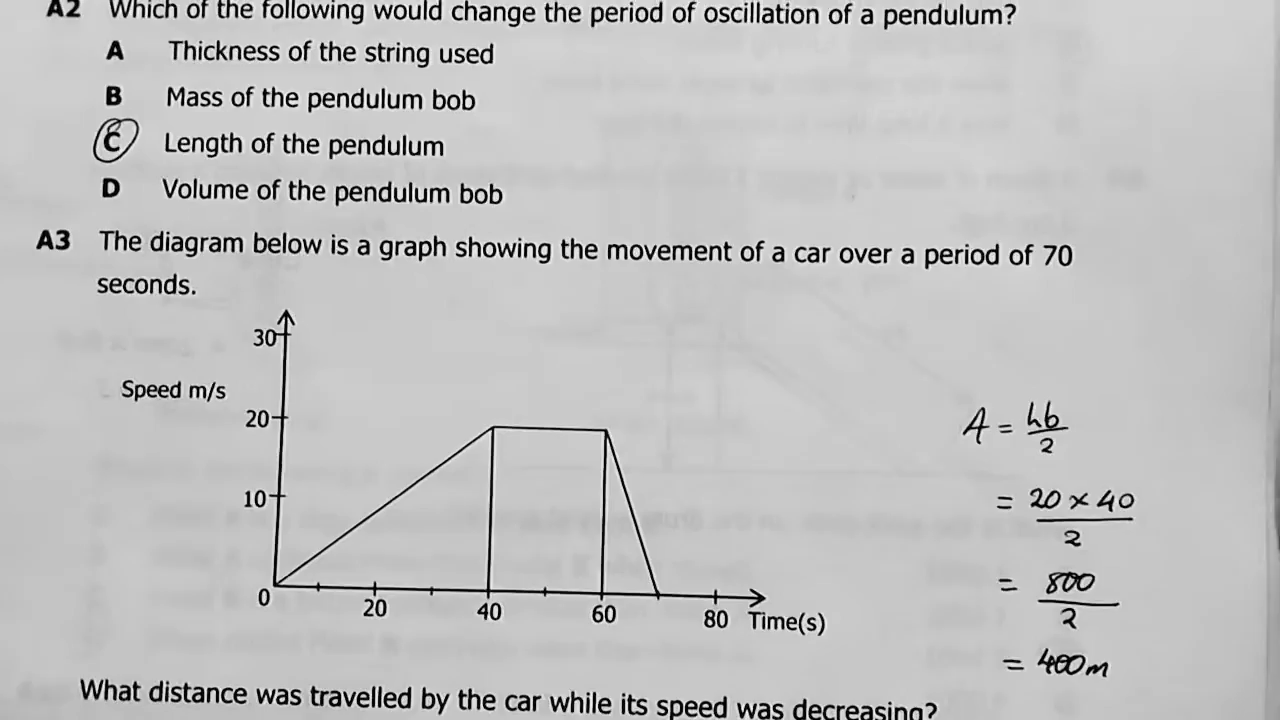 A2 Which of the following would change the period of oscillation of a pendulum?
A Thickness of the string used
B Mass of the pendulum bob
C Length of the pendulum
D Volume of the pendulum bob
A3 The diagram below is a graph showing the movement of a car over a period of 70
seconds.
30
Speed m/s
20
10
0 20 40 60 80 Time(s)
A = hb/2
= 20 × 40/2
= 800/2
= 400m
What distance was travelled by the car while its speed was decreasing?